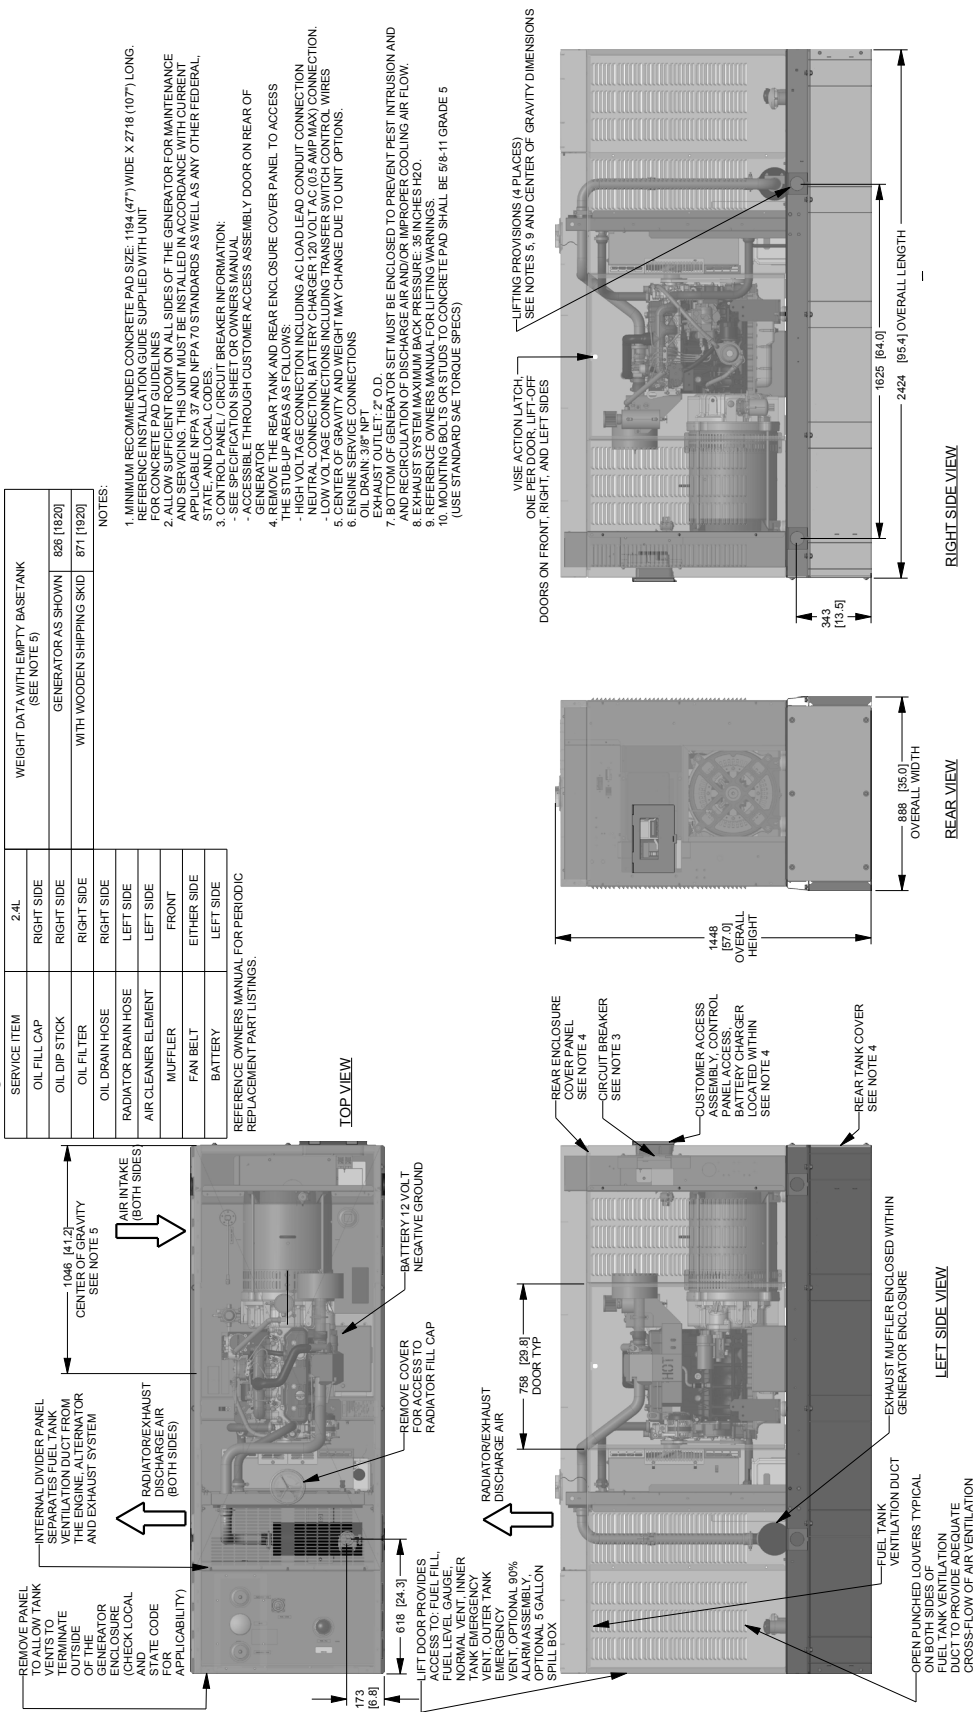 SERVICE ITEM 2.4L
OIL FILL CAP RIGHT SIDE
OIL DIP STICK RIGHT SIDE
OIL FILTER RIGHT SIDE
OIL DRAIN HOSE RIGHT SIDE
RADIATOR DRAIN HOSE LEFT SIDE
AIR CLEANER ELEMENT LEFT SIDE
MUFFLER FRONT
FAN BELT EITHER SIDE
BATTERY LEFT SIDE
REFERENCE OWNERS MANUAL FOR PERIODIC
REPLACEMENT PART LISTINGS.
WEIGHT DATA WITH EMPTY BASETANK
(SEE NOTE 5)
GENERATOR AS SHOWN 826 [1820]
WITH WOODEN SHIPPING SKID 871 [1920]
NOTES:
1. MINIMUM RECOMMENDED CONCRETE PAD SIZE: 1194 (47") WIDE X 2718 (107") LONG.
REFERENCE INSTALLATION GUIDE SUPPLIED WITH UNIT
FOR CONCRETE PAD GUIDELINES
2. ALLOW SUFFICIENT ROOM ON ALL SIDES OF THE GENERATOR FOR MAINTENANCE
AND SERVICING. THIS UNIT MUST BE INSTALLED IN ACCORDANCE WITH CURRENT
APPLICABLE NFPA 37 AND NFPA 70 STANDARDS AS WELL AS ANY OTHER FEDERAL,
STATE, AND LOCAL CODES.
3. CONTROL PANEL / CIRCUIT BREAKER INFORMATION:
- SEE SPECIFICATION SHEET OR OWNERS MANUAL
- ACCESSIBLE THROUGH CUSTOMER ACCESS ASSEMBLY DOOR ON REAR OF
GENERATOR
4. REMOVE THE REAR TANK AND REAR ENCLOSURE COVER PANEL TO ACCESS
THE STUB-UP AREAS AS FOLLOWS:
- HIGH VOLTAGE CONNECTION INCLUDING AC LOAD LEAD CONDUIT CONNECTION
NEUTRAL CONNECTION, BATTERY CHARGER 120 VOLT AC (0.5 AMP MAX) CONNECTION.
- LOW VOLTAGE CONNECTIONS INCLUDING TRANSFER SWITCH CONTROL WIRES
5. CENTER OF GRAVITY AND WEIGHT MAY CHANGE DUE TO UNIT OPTIONS.
6. ENGINE SERVICE CONNECTIONS
OIL DRAIN: 3/8" NPT
EXHAUST OUTLET: 2" O.D.
7. BOTTOM OF GENERATOR SET MUST BE ENCLOSED TO PREVENT PEST INTRUSION AND
AND RECIRCULATION OF DISCHARGE AIR AND/OR IMPROPER COOLING AIR FLOW.
8. EXHAUST SYSTEM MAXIMUM BACK PRESSURE: 35 INCHES H2O.
9. REFERENCE OWNERS MANUAL FOR LIFTING WARNINGS.
10. MOUNTING BOLTS OR STUDS TO CONCRETE PAD SHALL BE 5/8-11 GRADE 5
(USE STANDARD SAE TORQUE SPECS)
REMOVE PANEL
TO ALLOW TANK
VENTS TO
TERMINATE
OUTSIDE
OF THE
GENERATOR
ENCLOSURE
(CHECK LOCAL
AND
STATE CODE
FOR
APPLICABILITY)
INTERNAL DIVIDER PANEL
SEPARATES FUEL TANK
VENTILATION DUCT FROM
THE ENGINE, ALTERNATOR
AND EXHAUST SYSTEM
RADIATOR/EXHAUST
DISCHARGE AIR
(BOTH SIDES)
1046 [41.2]
CENTER OF GRAVITY
SEE NOTE 5
AIR INTAKE
(BOTH SIDES)
173
[6.8]
618 [24.3]
REMOVE COVER
FOR ACCESS TO
RADIATOR FILL CAP
BATTERY 12 VOLT
NEGATIVE GROUND
TOP VIEW
LIFT DOOR PROVIDES
ACCESS TO: FUEL FILL,
FUEL LEVEL GAUGE,
NORMAL VENT, INNER
TANK EMERGENCY
VENT, OUTER TANK
EMERGENCY
VENT, OPTIONAL 90%
ALARM ASSEMBLY,
OPTIONAL 5 GALLON
SPILL BOX
RADIATOR/EXHAUST
DISCHARGE AIR
758 [29.8]
DOOR TYP
HOT
REAR ENCLOSURE
COVER PANEL
SEE NOTE 4
CIRCUIT BREAKER
SEE NOTE 3
CUSTOMER ACCESS
ASSEMBLY, CONTROL
PANEL ACCESS,
BATTERY CHARGER
LOCATED WITHIN
SEE NOTE 4
REAR TANK COVER
SEE NOTE 4
OPEN PUNCHED LOUVERS TYPICAL
ON BOTH SIDES OF
FUEL TANK VENTILATION
DUCT TO PROVIDE ADEQUATE
CROSS-FLOW OF AIR VENTILATION
FUEL TANK
VENTILATION DUCT
EXHAUST MUFFLER ENCLOSED WITHIN
GENERATOR ENCLOSURE
LEFT SIDE VIEW
1448
[57.0]
OVERALL
HEIGHT
888 [35.0]
OVERALL WIDTH
REAR VIEW
VISE ACTION LATCH,
ONE PER DOOR, LIFT-OFF
DOORS ON FRONT, RIGHT, AND LEFT SIDES
LIFTING PROVISIONS (4 PLACES)
SEE NOTES 5, 9 AND CENTER OF GRAVITY DIMENSIONS
343
[13.5]
1625 [64.0]
2424 [95.4] OVERALL LENGTH
RIGHT SIDE VIEW